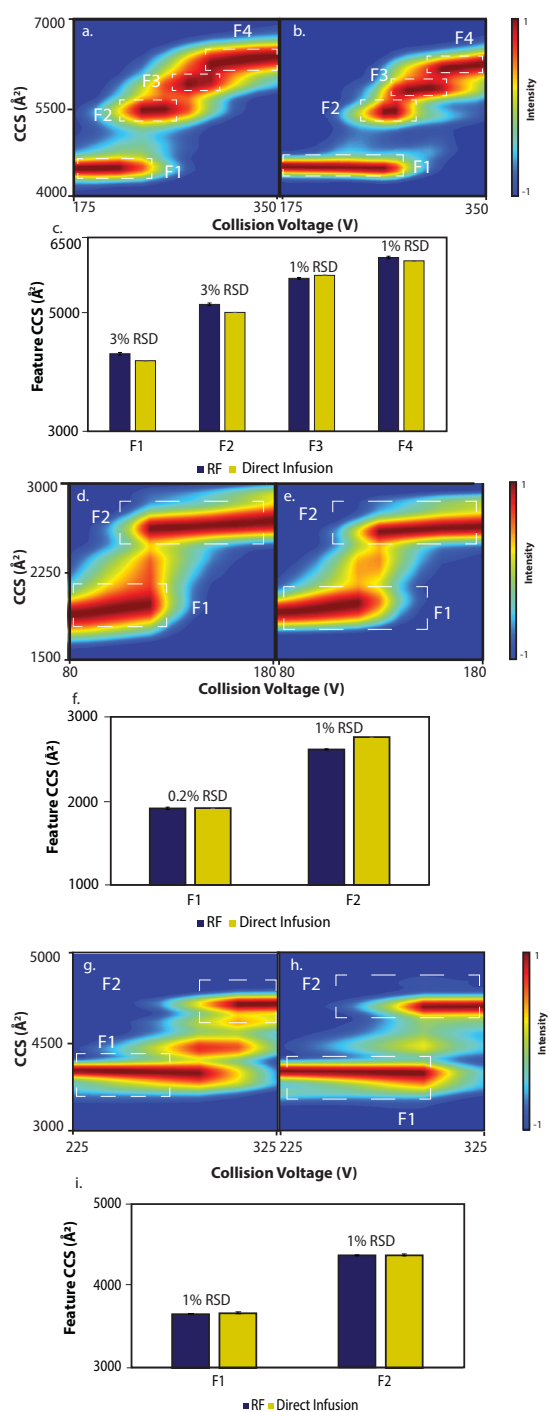 7000
a.
F4
b.
F4
1
F3
F3
CCS (Å²)
5500
F2
F2
Intensity
F1
F1
4000
-1
175
350
175
350
Collision Voltage (V)
c.
6500
1% RSD
1% RSD
3% RSD
Feature CCS (Å²)
5000
3% RSD
3000
F1
F2
F3
F4
RF
Direct Infusion
3000
d.
e.
1
F2
F2
CCS (Å²)
2250
Intensity
F1
F1
1500
-1
80
180
80
180
Collision Voltage (V)
f.
3000
1% RSD
Feature CCS (Å²)
2000
0.2% RSD
1000
F1
F2
RF
Direct Infusion
5000
g.
h.
1
F2
F2
CCS (Å²)
4500
F1
Intensity
F1
3000
-1
225
325
225
325
Collision Voltage (V)
i.
5000
1% RSD
Feature CCS (Å²)
4000
1% RSD
3000
F1
F2
RF
Direct Infusion